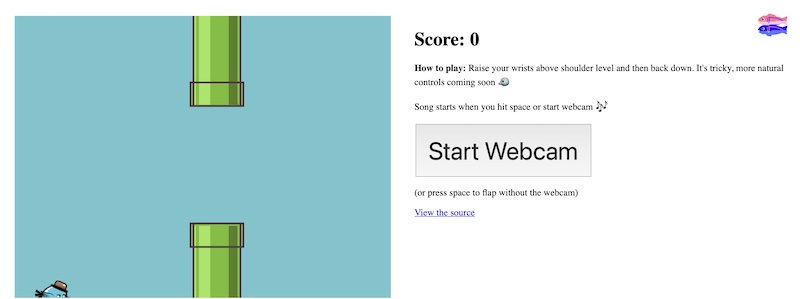 Score: 0
How to play: Raise your wrists above shoulder level and then back down. It's tricky, more natural
controls coming soon
Song starts when you hit space or start webcam
Start Webcam
(or press space to flap without the webcam)
View the source